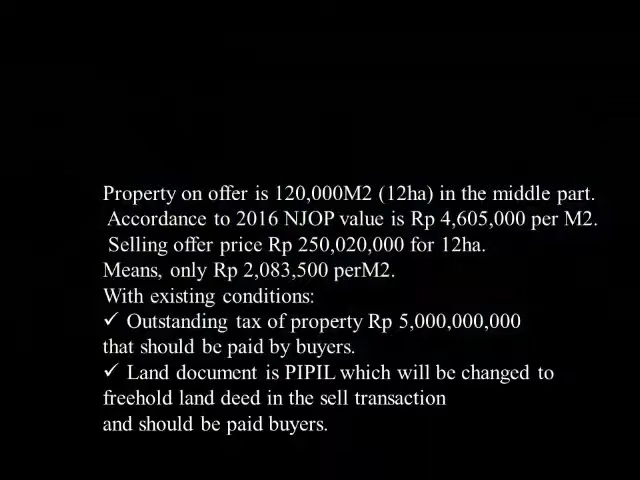 Property on offer is 120,000M2 (12ha) in the middle part.
Accordance to 2016 NJOP value is Rp 4,605,000 per M2.
Selling offer price Rp 250,020,000 for 12ha.
Means, only Rp 2,083,500 perM2.
With existing conditions:
✓ Outstanding tax of property Rp 5,000,000,000
that should be paid by buyers.
✓ Land document is PIPIL which will be changed to
freehold land deed in the sell transaction
and should be paid buyers.